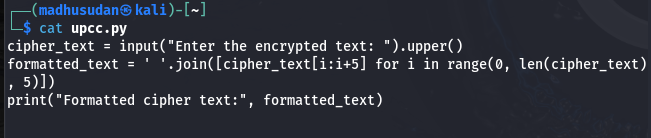 ┌──(madhusudan㉿kali)-[~]
└─$ cat upcc.py
cipher_text = input("Enter the encrypted text: ").upper()
formatted_text = ' '.join([cipher_text[i:i+5] for i in range(0, len(cipher_text)
, 5)])
print("Formatted cipher text:", formatted_text)